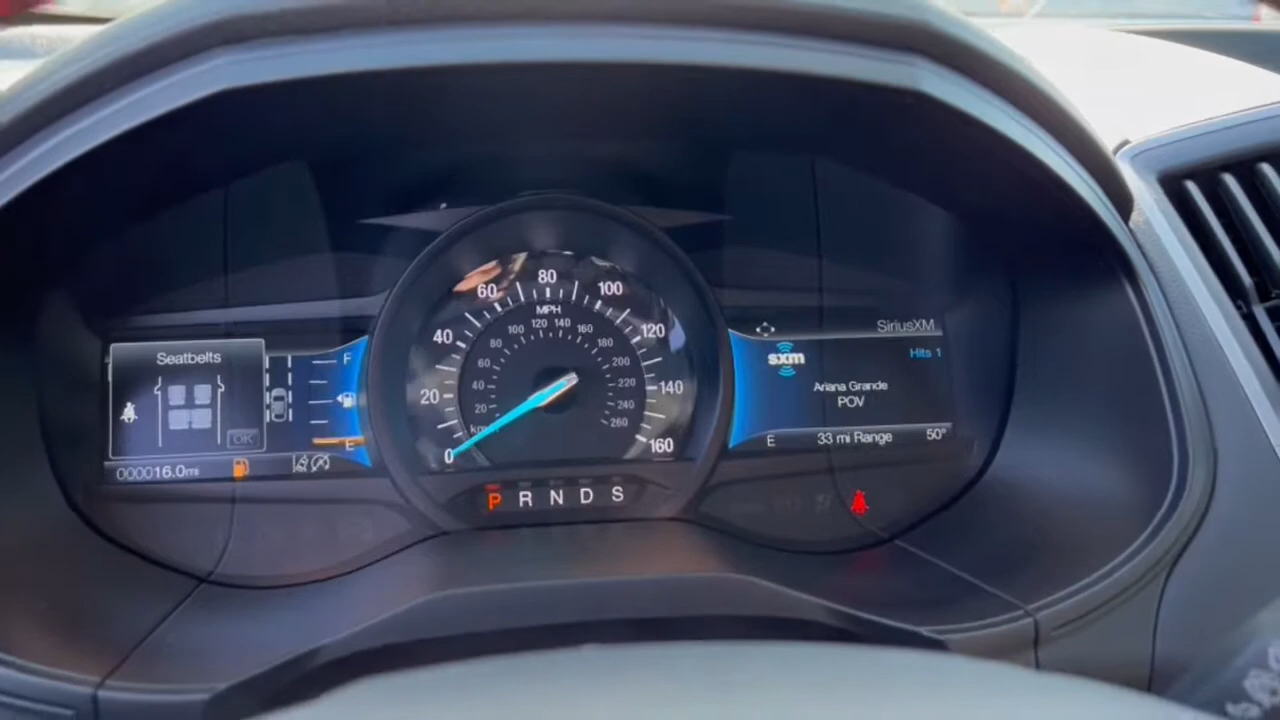 Seatbelts
OK
000016.0mi
F
E
0
20
40
60
80
100
120
140
160
MPH
20
40
60
80
100
120
140
160
180
200
220
240
260
P R N D S
SiriusXM
sxm
Hits 1
Ariana Grande
POV
E
33 mi Range
50°